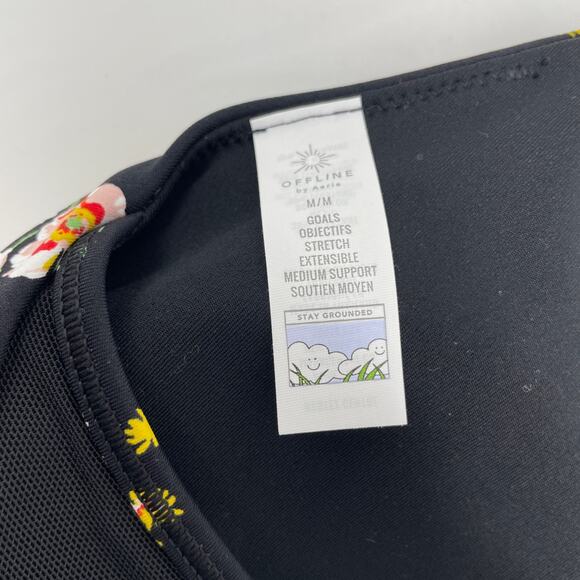 OFFLINE
by Aerie
M/M
GOALS
OBJECTIFS
STRETCH
EXTENSIBLE
MEDIUM SUPPORT
SOUTIEN MOYEN
STAY GROUNDED